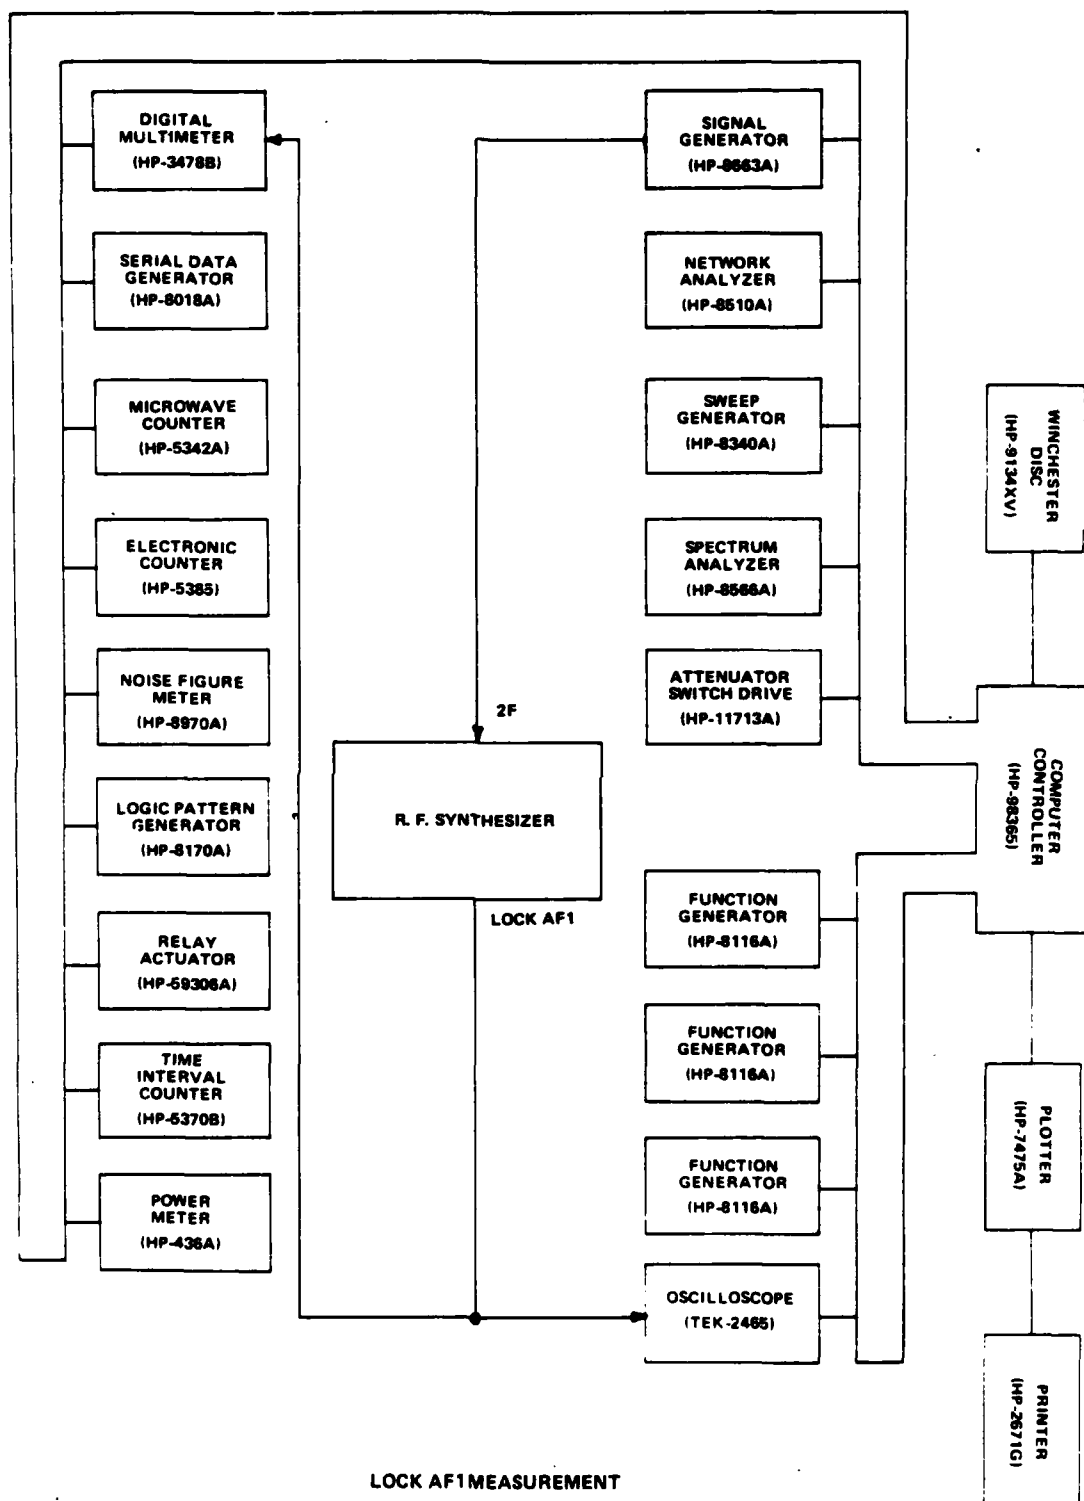 DIGITAL
MULTIMETER
(HP-3478B)
SERIAL DATA
GENERATOR
(HP-8018A)
MICROWAVE
COUNTER
(HP-5342A)
ELECTRONIC
COUNTER
(HP-5385)
NOISE FIGURE
METER
(HP-8970A)
LOGIC PATTERN
GENERATOR
(HP-8170A)
RELAY
ACTUATOR
(HP-59306A)
TIME
INTERVAL
COUNTER
(HP-5370B)
POWER
METER
(HP-436A)
2F
R. F. SYNTHESIZER
LOCK AF1
SIGNAL
GENERATOR
(HP-8663A)
NETWORK
ANALYZER
(HP-8510A)
SWEEP
GENERATOR
(HP-8340A)
SPECTRUM
ANALYZER
(HP-8566A)
ATTENUATOR
SWITCH DRIVE
(HP-11713A)
FUNCTION
GENERATOR
(HP-8116A)
FUNCTION
GENERATOR
(HP-8116A)
FUNCTION
GENERATOR
(HP-8116A)
OSCILLOSCOPE
(TEK-2465)
WINCHESTER
DISC
(HP-9134XV)
COMPUTER
CONTROLLER
(HP-98365)
PLOTTER
(HP-7475A)
PRINTER
(HP-2671G)
LOCK AF1 MEASUREMENT